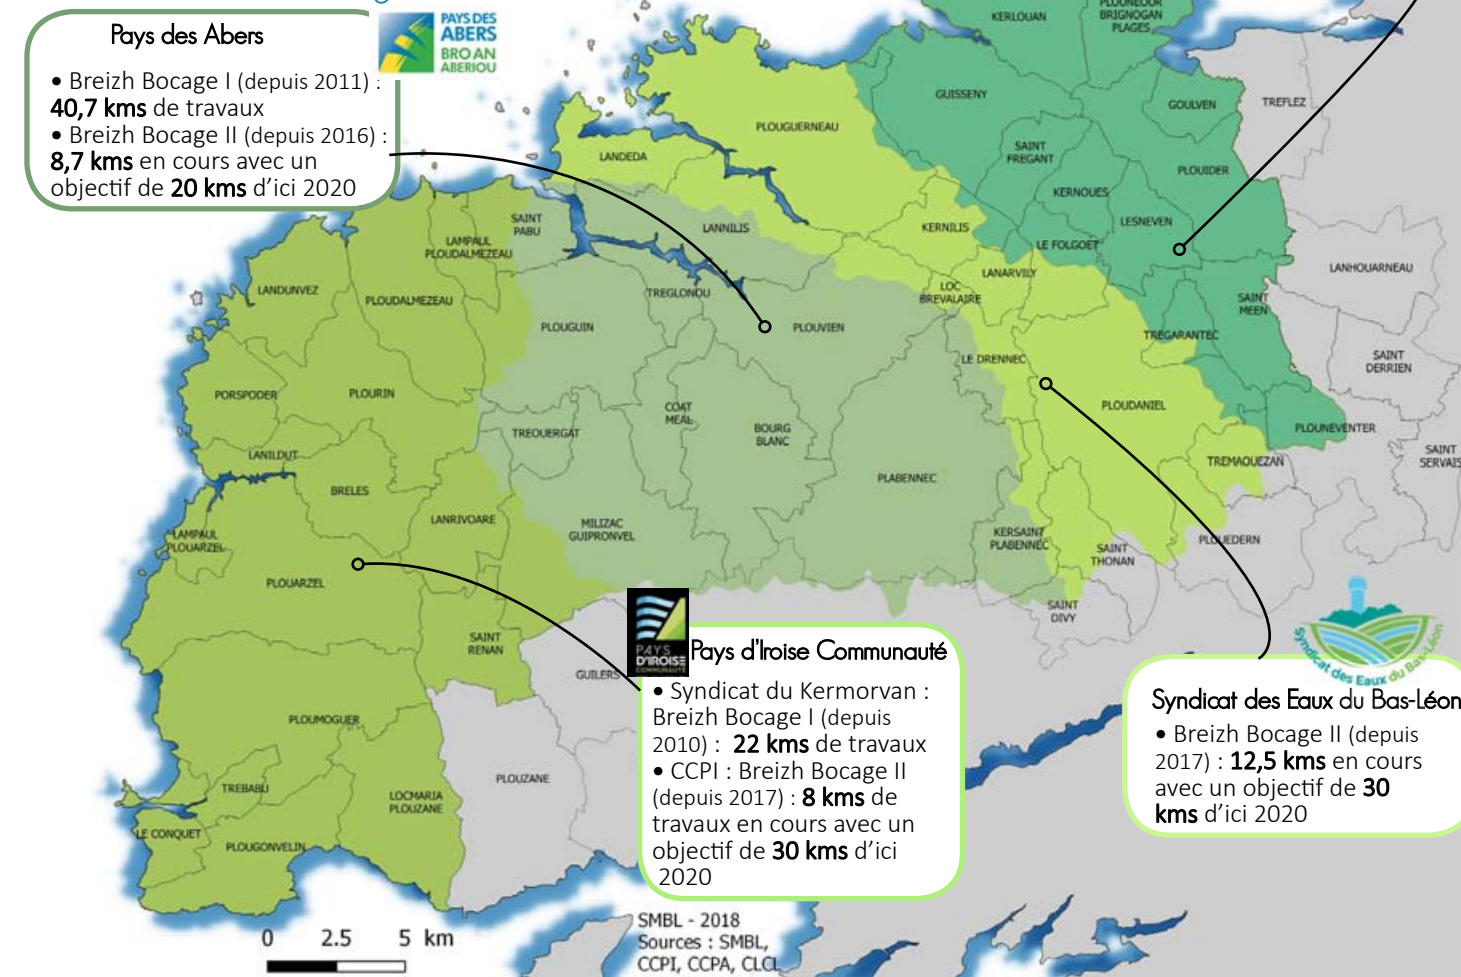 Pays des Abers
• Breizh Bocage I (depuis 2011) :
40,7 kms de travaux
• Breizh Bocage II (depuis 2016) :
8,7 kms en cours avec un
objectif de 20 kms d'ici 2020
PAYS DES
ABERS
BRO AN
ABERIOU
KERLOUAN
PLOUNEOUR
BRIGNOGAN
PLAGES
GUISSENY
GOULVEN
TREFLEZ
PLOUGUERNEAU
LANDEDA
SAINT
FREGANT
PLOUIDER
KERNOUES
LESNEVEN
SAINT
PABU
LANNILIS
KERNILIS
LE FOLGOET
LAMPAUL
PLOUDALMEZEAU
LANARVILY
LANHOUARNEAU
LANDUNVEZ
PLOUDALMEZEAU
TREGLONOU
LOC
BREVALAIRE
SAINT
MEEN
PLOUGUIN
PLOUVIEN
TREGARANTEC
LE DRENNEC
SAINT
DERRIEN
PORSPODER
PLOURIN
COAT
MEAL
PLOUDANIEL
BOURG
BLANC
PLOUNEVENTER
TREOUERGAT
LANILDUT
TREMAOUEZAN
SAINT
SERVAIS
BRELES
PLABENNEC
LANRIVOARE
MILIZAC
GUIPRONVEL
LAMPAUL
PLOUARZEL
KERSAINT
PLABENNEC
SAINT
THONAN
PLOUEDERN
PLOUARZEL
SAINT
DIVY
SAINT
RENAN
GUILERS
PAYS
D'IROISE
COMMUNAUTÉ
Pays d'Iroise Communauté
• Syndicat du Kermorvan :
Breizh Bocage I (depuis
2010) : 22 kms de travaux
• CCPI : Breizh Bocage II
(depuis 2017) : 8 kms de
travaux en cours avec un
objectif de 30 kms d'ici
2020
Syndicat des Eaux du Bas-Léon
Syndicat des Eaux du Bas-Léon
• Breizh Bocage II (depuis
2017) : 12,5 kms en cours
avec un objectif de 30
kms d'ici 2020
PLOUMOGUER
PLOUZANE
TREBABU
LOCMARIA
PLOUZANE
LE CONQUET
PLOUGONVELIN
0 2.5 5 km
SMBL - 2018
Sources : SMBL,
CCPI, CCPA, CLCL